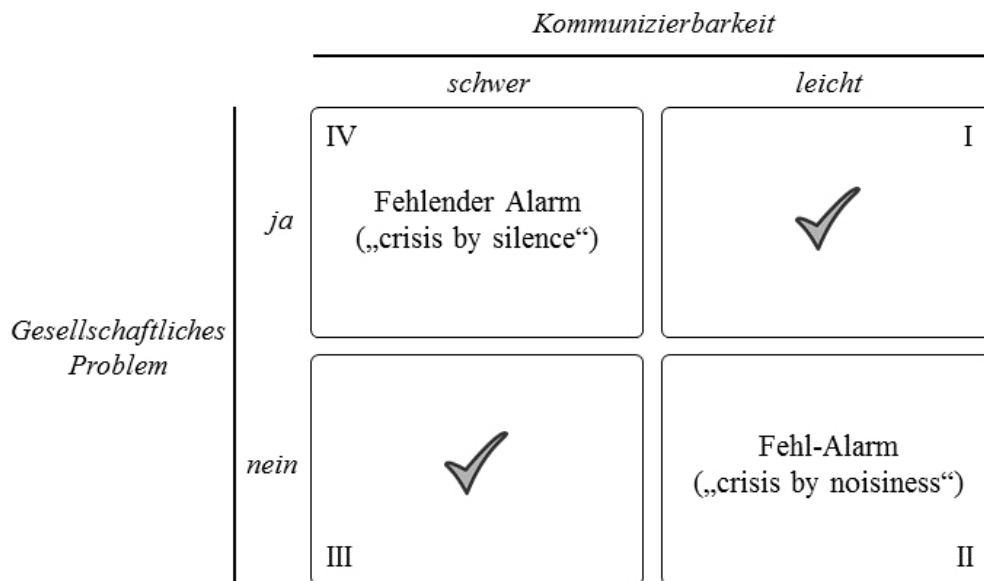 Kommunizierbarkeit
schwer leicht
IV I
Fehlender Alarm
(„crisis by silence“)
ja
Gesellschaftliches
Problem
nein
Fehl-Alarm
(„crisis by noisiness“)
III II